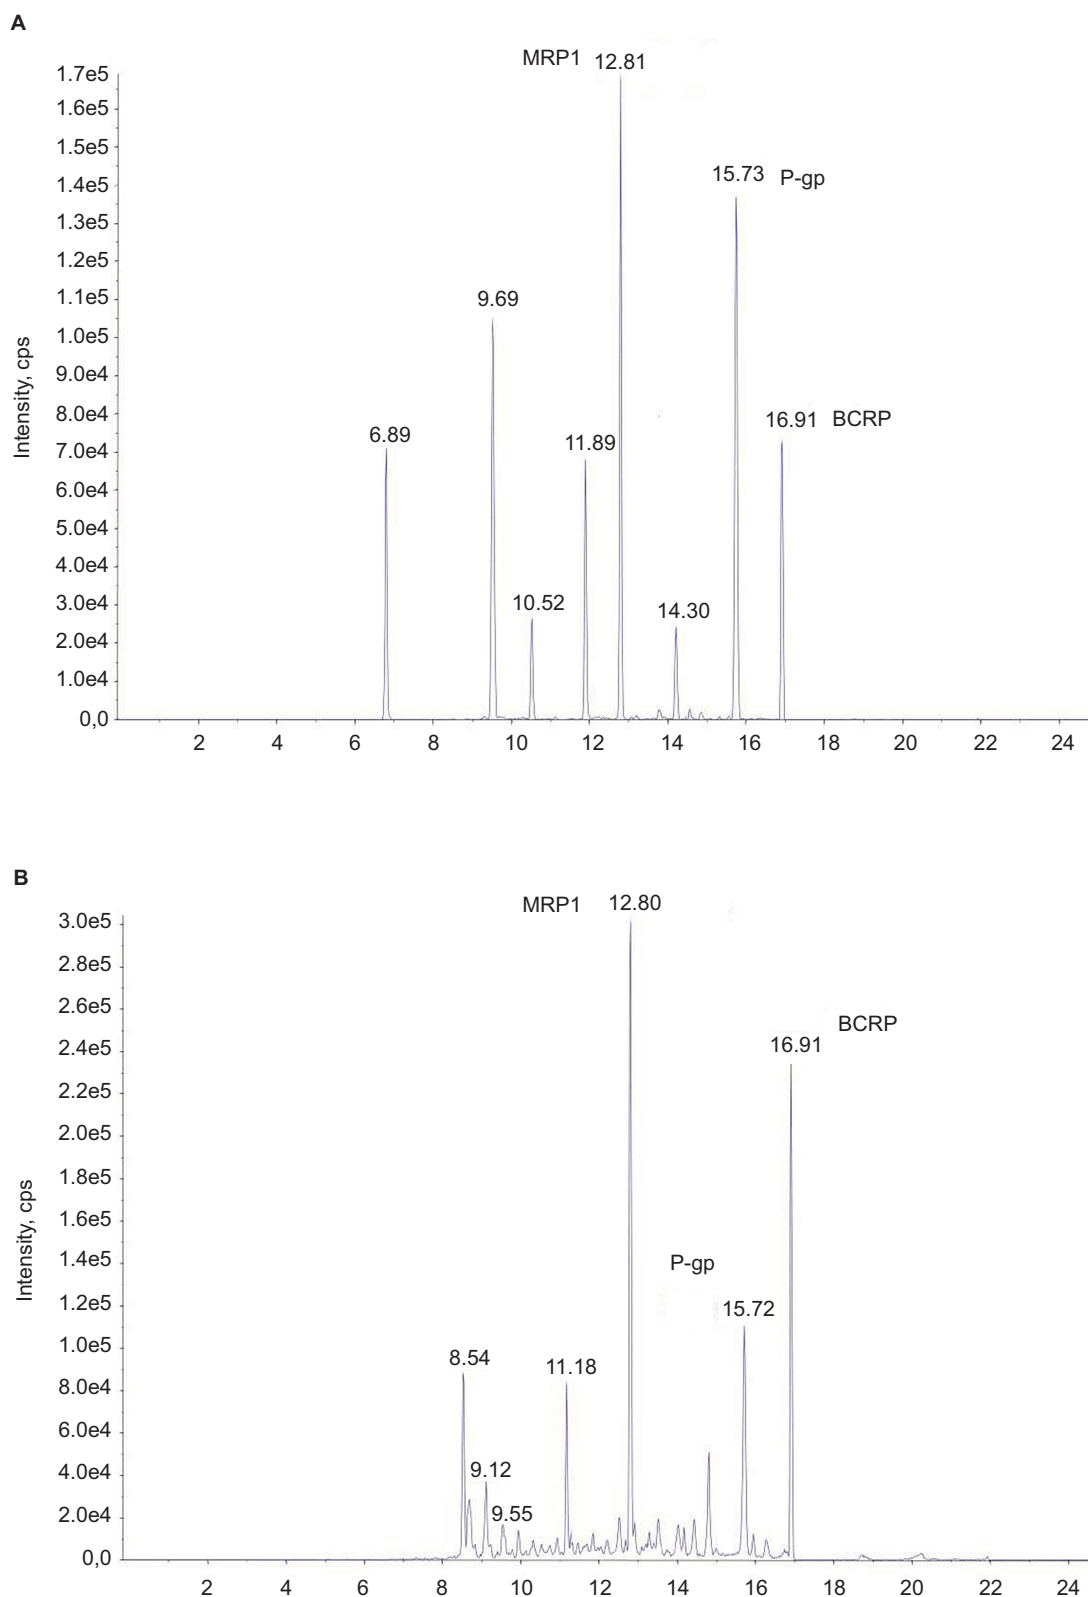 A
MRP1 12.81
1.7e5
1.6e5
1.5e5
15.73 P-gp
1.4e5
1.3e5
1.2e5
1.1e5
9.69
1.0e5
9.0e4
8.0e4
16.91 BCRP
7.0e4
6.89
11.89
6.0e4
5.0e4
4.0e4
3.0e4
10.52
14.30
2.0e4
1.0e4
0,0
Intensity, cps
2 4 6 8 10 12 14 16 18 20 22 24
B
MRP1 12.80
3.0e5
2.8e5
2.6e5
BCRP
2.4e5
16.91
2.2e5
2.0e5
1.8e5
1.6e5
1.4e5
P-gp
1.2e5
15.72
1.0e5
8.54
11.18
8.0e4
6.0e4
4.0e4
9.12
2.0e4
9.55
0,0
Intensity, cps
2 4 6 8 10 12 14 16 18 20 22 24